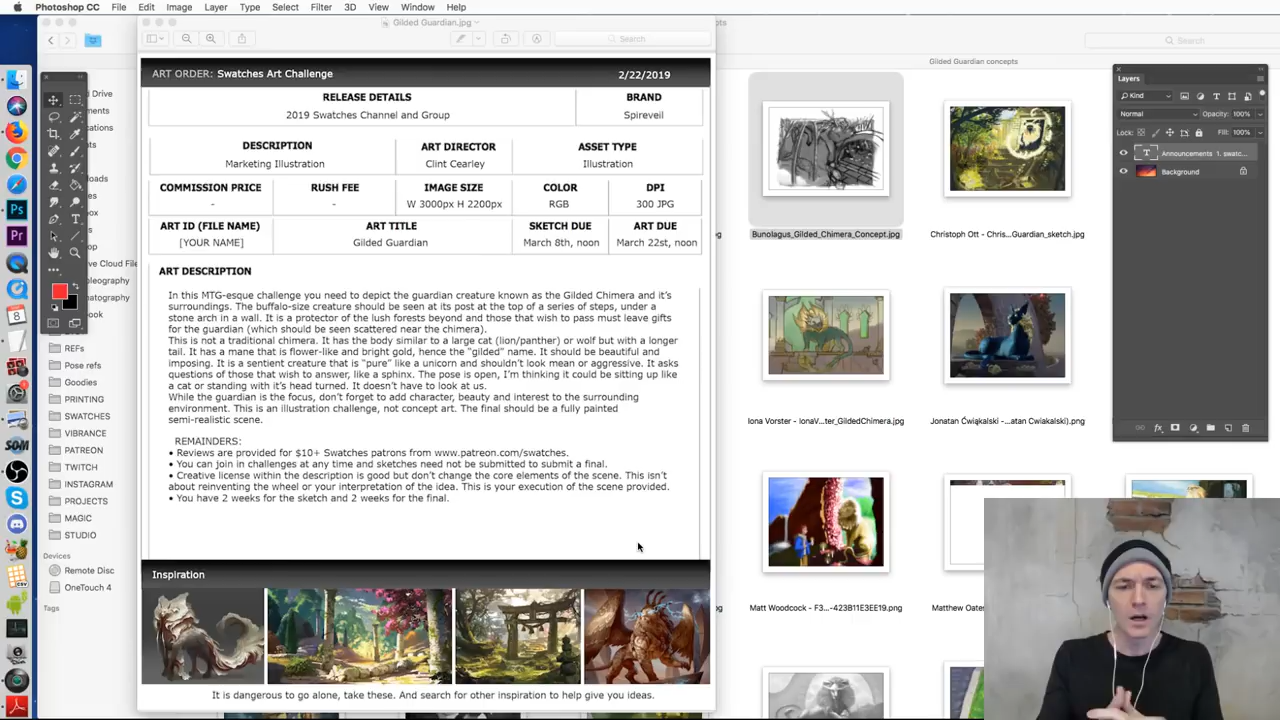 Photoshop CC File Edit Image Layer Type Select Filter 3D View Window Help
Gilded Guardian.jpg
Search
Search
Gilded Guardian concepts
ART ORDER: Swatches Art Challenge 2/22/2019
RELEASE DETAILS BRAND
2019 Swatches Channel and Group Spireveil
DESCRIPTION ART DIRECTOR ASSET TYPE
Marketing Illustration Clint Cearley Illustration
COMMISSION PRICE RUSH FEE IMAGE SIZE COLOR DPI
- - W 3000px H 2200px RGB 300 JPG
ART ID (FILE NAME) ART TITLE SKETCH DUE ART DUE
[YOUR NAME] Gilded Guardian March 8th, noon March 22st, noon
ART DESCRIPTION
In this MTG-esque challenge you need to depict the guardian creature known as the Gilded Chimera and it's
surroundings. The buffalo-size creature should be seen at its post at the top of a series of steps, under a
stone arch in a wall. It is a protector of the lush forests beyond and those that wish to pass must leave gifts
for the guardian (which should be seen scattered near the chimera).
This is not a traditional chimera. It has the body similar to a large cat (lion/panther) or wolf but with a longer
tail. It has a mane that is flower-like and bright gold, hence the "gilded" name. It should be beautiful and
imposing. It is a sentient creature that is "pure" like a unicorn and shouldn't look mean or aggressive. It asks
questions of those that wish to answer, like a sphinx. The pose is open, I'm thinking it could be sitting up like
a cat or standing with it's head turned. It doesn't have to look at us.
While the guardian is the focus, don't forget to add character, beauty and interest to the surrounding
environment. This is an illustration challenge, not concept art. The final should be a fully painted
semi-realistic scene.
REMAINDERS:
• Reviews are provided for $10+ Swatches patrons from www.patreon.com/swatches.
• You can join in challenges at any time and sketches need not be submitted to submit a final.
• Creative license within the description is good but don't change the core elements of the scene. This isn't
about reinventing the wheel or your interpretation of the idea. This is your execution of the scene provided.
• You have 2 weeks for the sketch and 2 weeks for the final.
Inspiration
It is dangerous to go alone, take these. And search for other inspiration to help give you ideas.
REFs
Pose refs
Goodies
PRINTING
SWATCHES
VIBRANCE
PATREON
TWITCH
INSTAGRAM
PROJECTS
MAGIC
STUDIO
Devices
Remote Disc
OneTouch 4
Tags
Bunolagus_Gilded_Chimera_Concept.jpg
Christoph Ott - Chris...Guardian_sketch.jpg
Iona Vorster - IonaV...ter_GildedChimera.jpg
Jonatan Ćwiąkalski -...atan Cwiakalski).png
Matt Woodcock - F3...-423B11E3EE19.png
Matthew Oates
Layers
Kind
Normal Opacity: 100%
Lock: Fill: 100%
Announcements 1. swatc...
Background